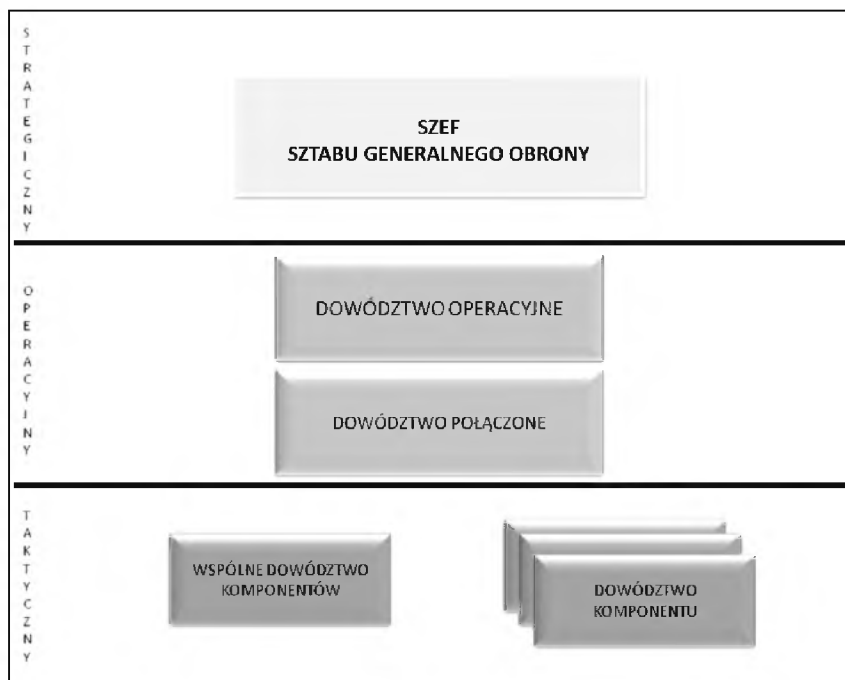 STRATEGICZNY
SZEF
SZTABU GENERALNEGO OBRONY
OPERACYJNY
DOWÓDZTWO OPERACYJNE
DOWÓDZTWO POŁĄCZONE
TAKTYCZNY
WSPÓLNE DOWÓDZTWO
KOMPONENTÓW
DOWÓDZTWO
KOMPONENTU